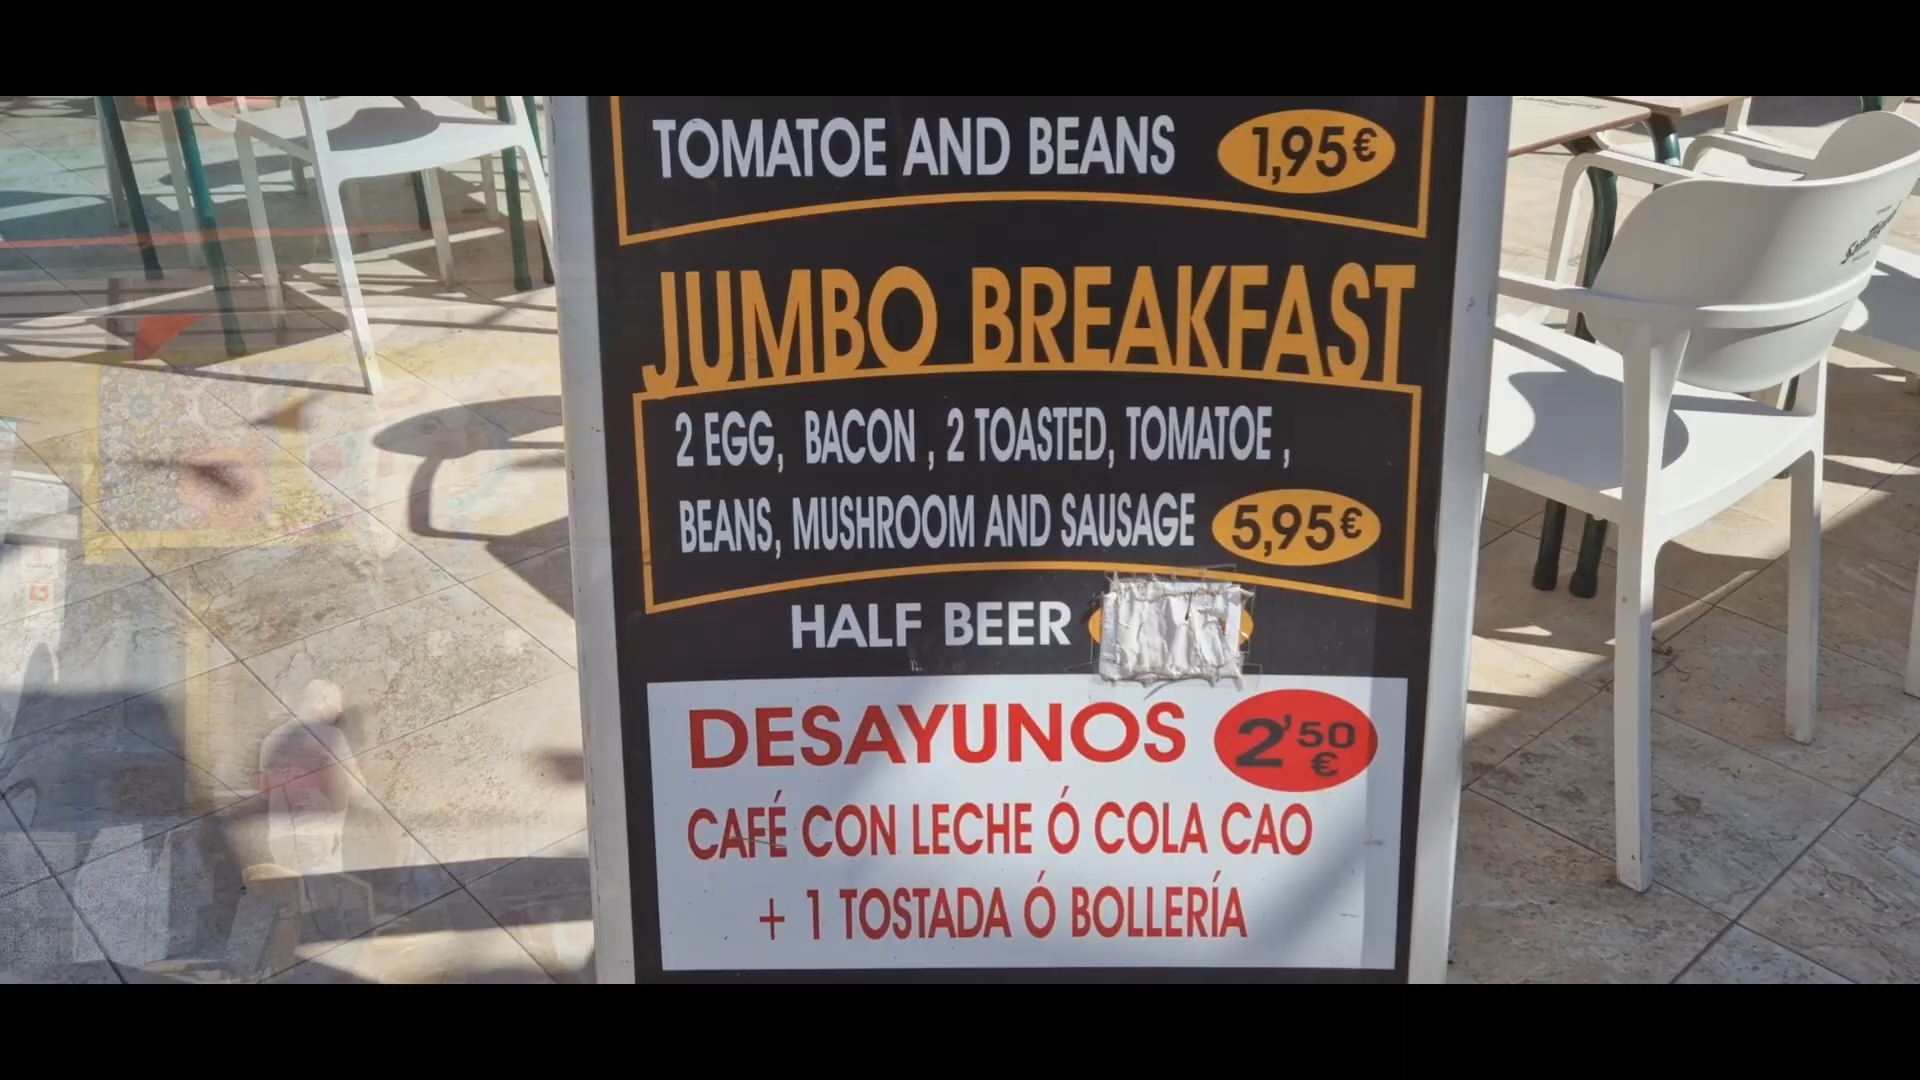 TOMATOE AND BEANS 1,95€
JUMBO BREAKFAST
2 EGG, BACON , 2 TOASTED, TOMATOE ,
BEANS, MUSHROOM AND SAUSAGE 5,95€
HALF BEER
DESAYUNOS 2'50 €
CAFÉ CON LECHE Ó COLA CAO
+ 1 TOSTADA Ó BOLLERÍA